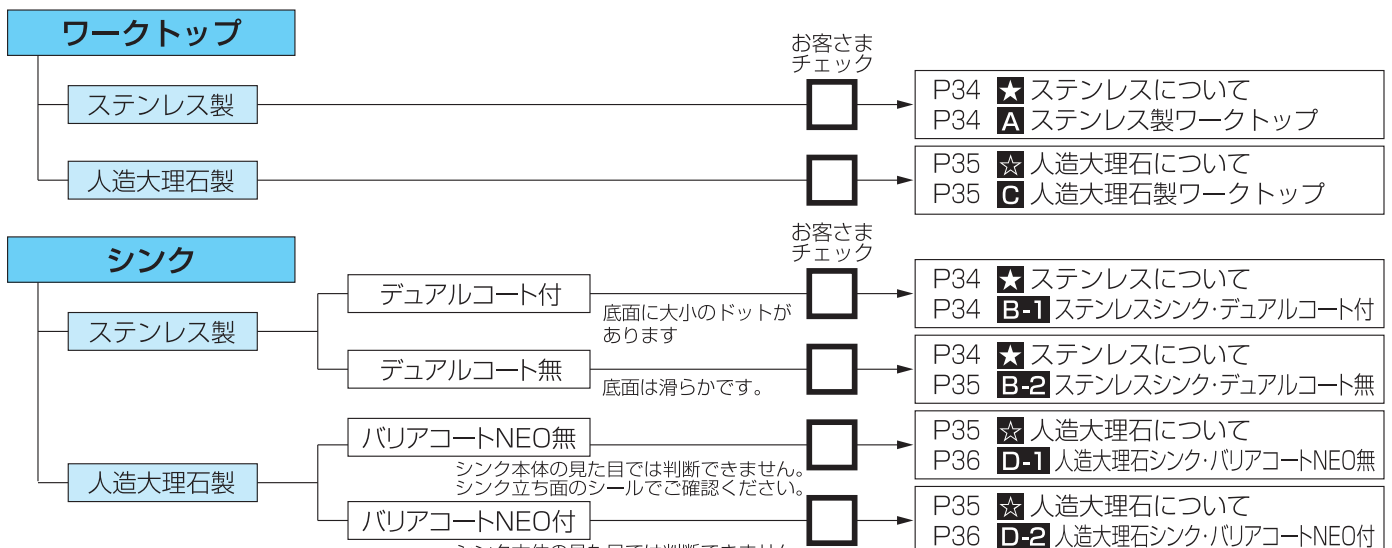 ワークトップ
お客さま
チェック
ステンレス製
P34 ★ ステンレスについて
P34 A ステンレス製ワークトップ
人造大理石製
P35 ☆ 人造大理石について
P35 C 人造大理石製ワークトップ
シンク
お客さま
チェック
ステンレス製
デュアルコート付
底面に大小のドットが
あります
P34 ★ ステンレスについて
P34 B-1 ステンレスシンク・デュアルコート付
デュアルコート無
底面は滑らかです。
P34 ★ ステンレスについて
P35 B-2 ステンレスシンク・デュアルコート無
人造大理石製
バリアコートNEO無
シンク本体の見た目では判断できません。
シンク立ち面のシールでご確認ください。
P35 ☆ 人造大理石について
P36 D-1 人造大理石シンク・バリアコートNEO無
バリアコートNEO付
P35 ☆ 人造大理石について
P36 D-2 人造大理石シンク・バリアコートNEO付